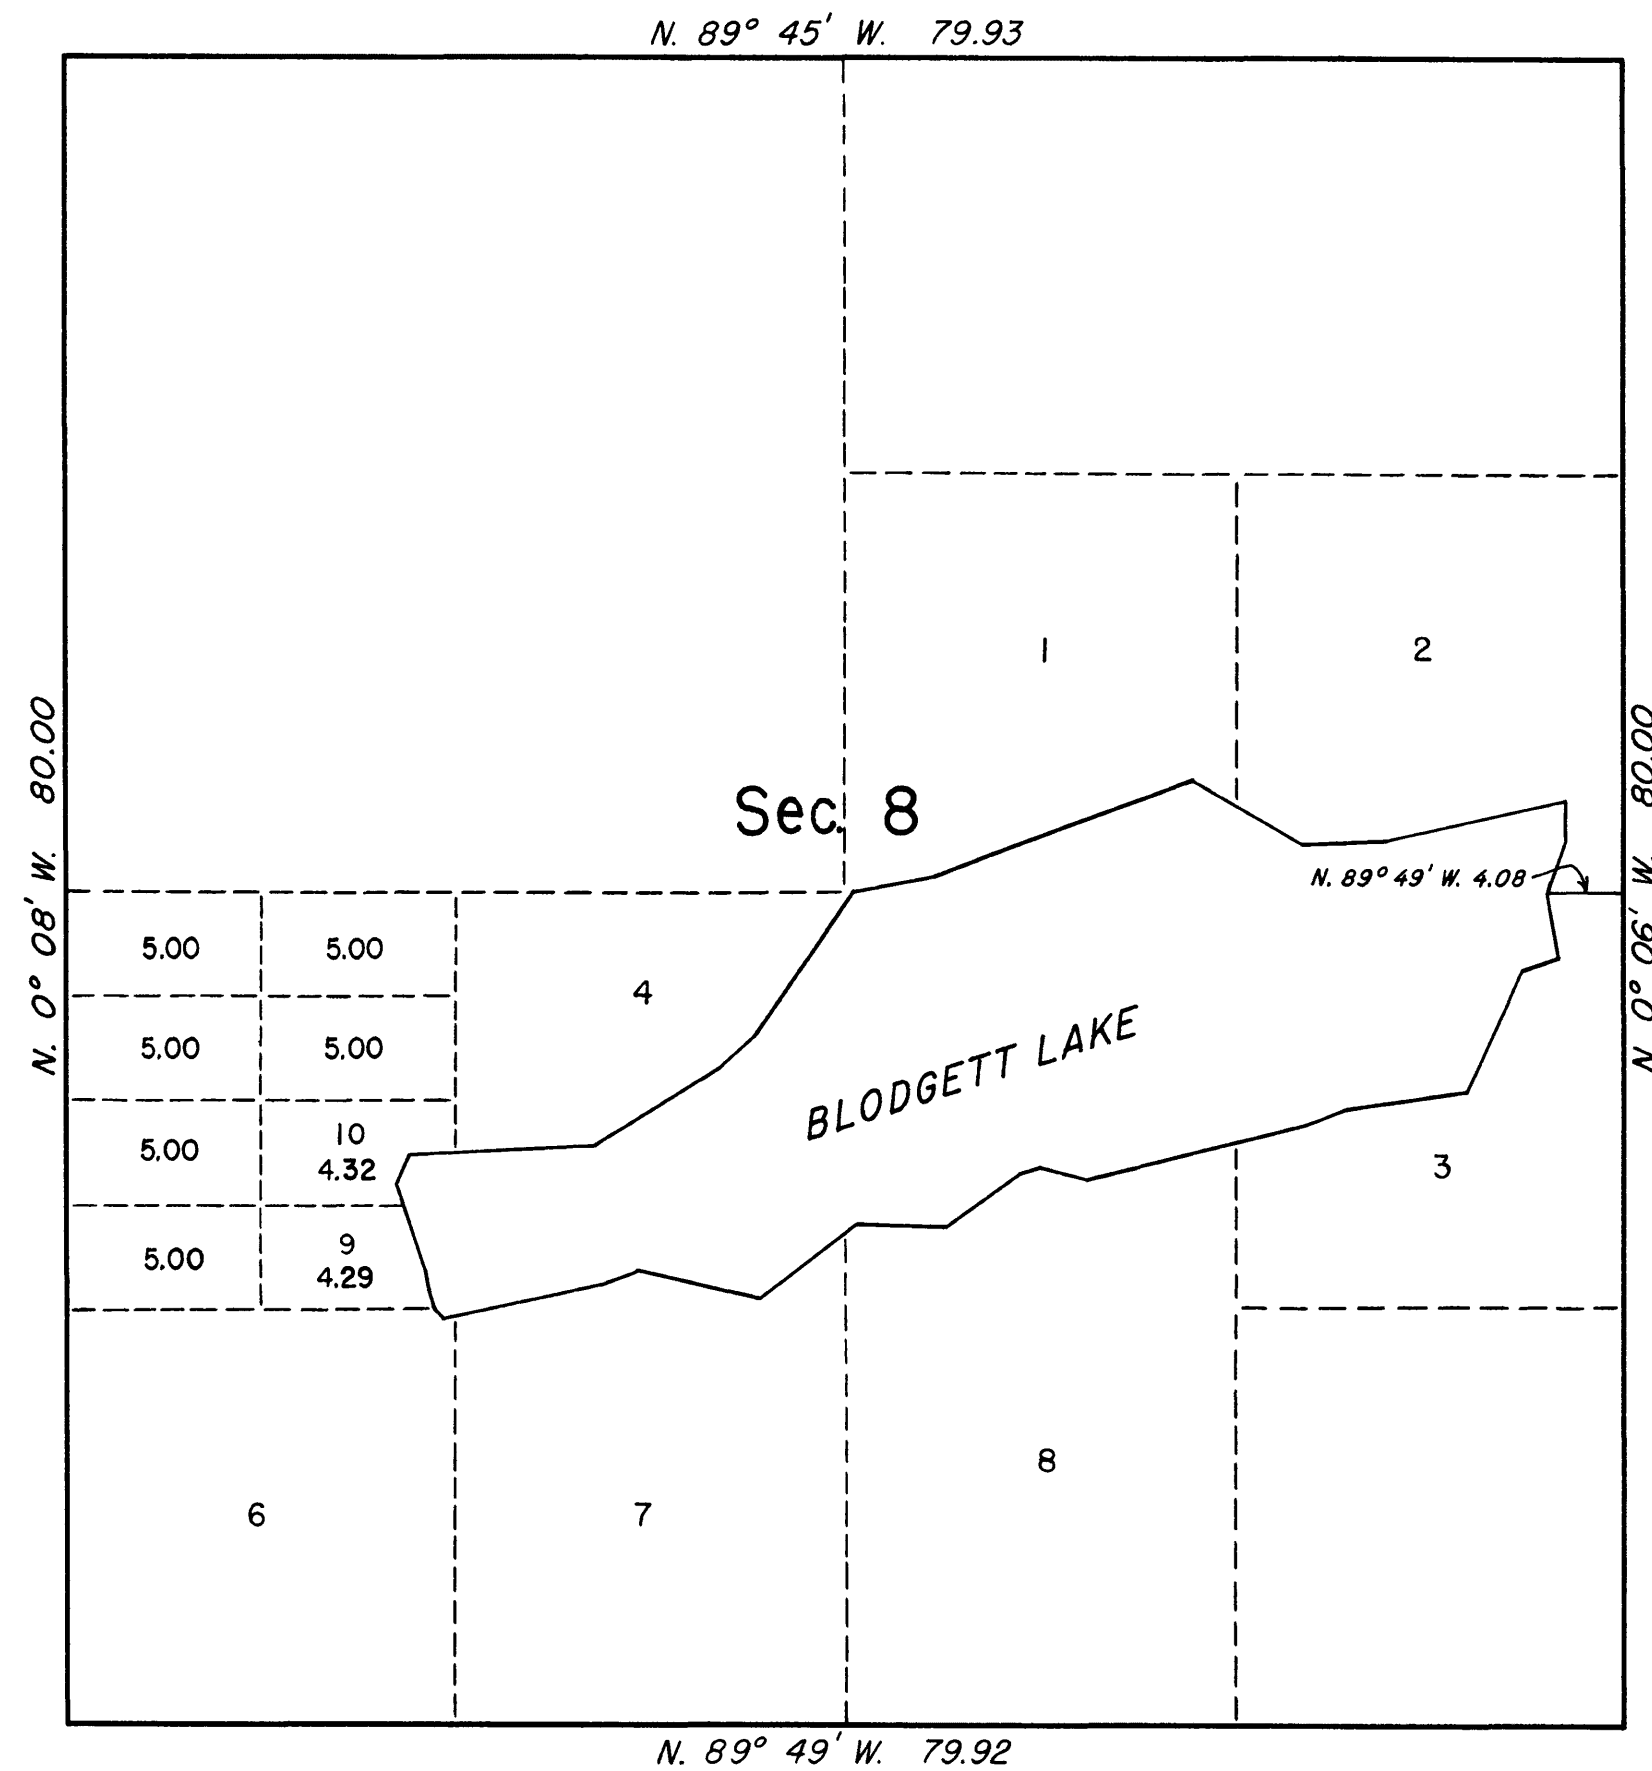 N. 89° 45' W. 79.93
1
2
N. 0° 08' W. 80.00
N. 0° 06' W. 80.00
Sec. 8
N. 89° 49' W. 4.08
5.00
5.00
4
5.00
5.00
BLODGETT LAKE
5.00
10
4.32
3
5.00
9
4.29
8
6
7
N. 89° 49' W. 79.92